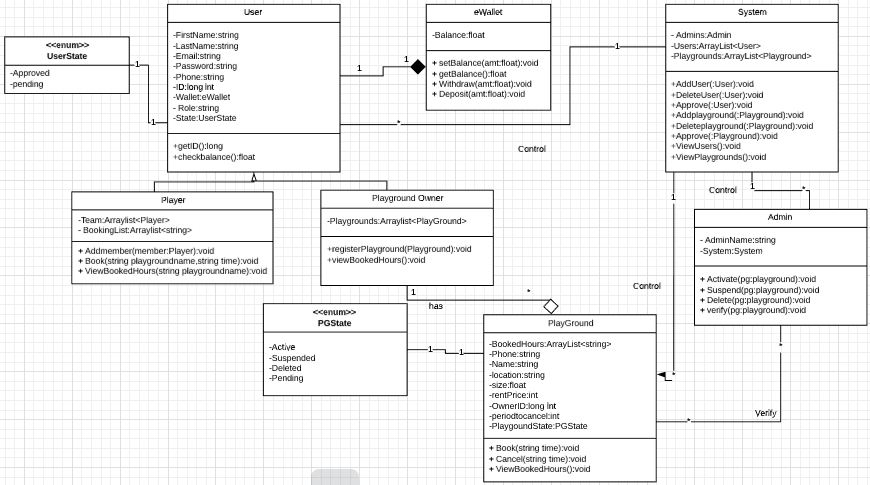 User
-FirstName:string
-LastName:string
-Email:string
-Password:string
-Phone:string
-ID:long int
-Wallet:eWallet
- Role:string
-State:UserState
+getID():long
+checkbalance():float
<<enum>>
UserState
-Approved
-pending
1
1
1
1
eWallet
-Balance:float
+ setBalance(amt:float):void
+ getBalance():float
+ Withdraw(amt:float):void
+ Deposit(amt:float):void
System
- Admins:Admin
-Users:ArrayList<User>
-Playgrounds:ArrayList<Playground>
+AddUser(:User):void
+DeleteUser(:User):void
+Approve(:User):void
+Addplayground(:Playground):void
+Deleteplayground(:Playground):void
+Approve(:Playground):void
+ViewUsers():void
+ViewPlaygrounds():void
1
*
Control
Player
-Team:Arraylist<Player>
- BookingList:Arraylist<string>
+ Addmember(member:Player):void
+ Book(string playgroundname,string time):void
+ ViewBookedHours(string playgroundname):void
Playground Owner
-Playgrounds:Arraylist<PlayGround>
+registerPlayground(Playground):void
+viewBookedHours():void
1
Control
1
*
Admin
- AdminName:string
-System:System
+ Activate(pg:playground):void
+ Suspend(pg:playground):void
+ Delete(pg:playground):void
+ verify(pg:playground):void
1
has
*
Control
<<enum>>
PGState
-Active
-Suspended
-Deleted
-Pending
1
1
PlayGround
-BookedHours:ArrayList<string>
-Phone:string
-Name:string
-location:string
-size:float
-rentPrice:int
-OwnerID:long int
-periodtocancel:int
-PlaygoundState:PGState
+ Book(string time):void
+ Cancel(string time):void
+ ViewBookedHours():void
*
*
Verify
*